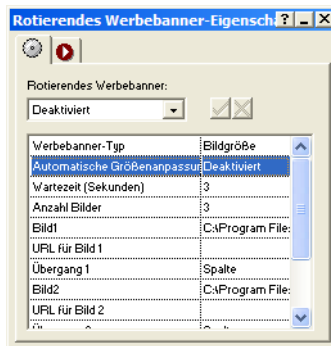 Rotierendes Werbebanner-Eigenscha
Rotierendes Werbebanner:
Deaktiviert
Werbebanner-Typ Bildgröße
Automatische Größenanpassun Deaktiviert
Wartezeit (Sekunden) 3
Anzahl Bilder 3
Bild1 C:\Program File:
URL für Bild 1
Übergang 1 Spalte
Bild2 C:\Program File:
URL für Bild 2